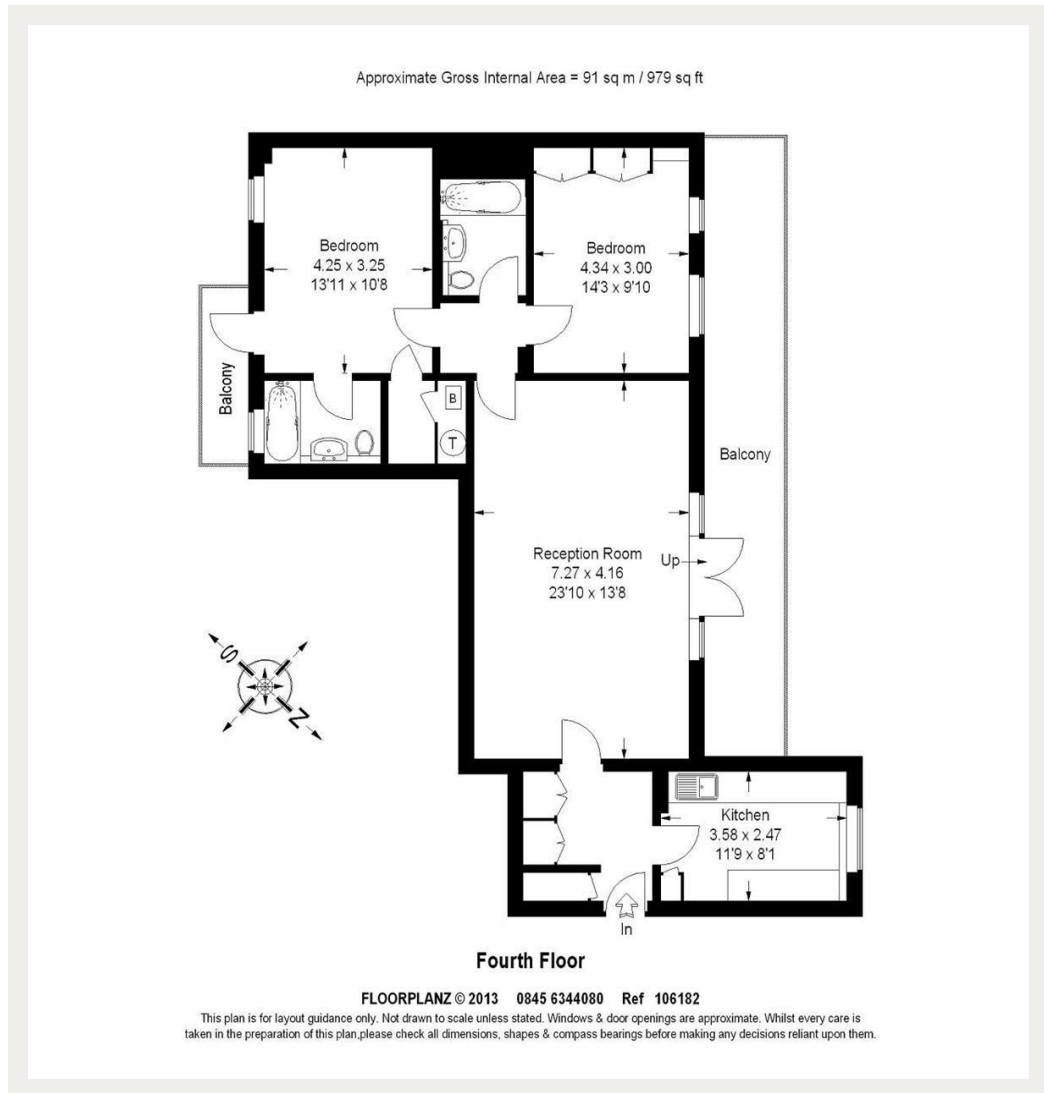 Approximate Gross Internal Area = 91 sq m / 979 sq ft
Bedroom
4.25 x 3.25
13'11 x 10'8
Bedroom
4.34 x 3.00
14'3 x 9'10
Balcony
B
T
Balcony
Reception Room
7.27 x 4.16
23'10 x 13'8
Up
S
N
Kitchen
3.58 x 2.47
11'9 x 8'1
In
Fourth Floor
FLOORPLANZ © 2013 0845 6344080 Ref 106182
This plan is for layout guidance only. Not drawn to scale unless stated. Windows & door openings are approximate. Whilst every care is
taken in the preparation of this plan,please check all dimensions, shapes & compass bearings before making any decisions reliant upon them.